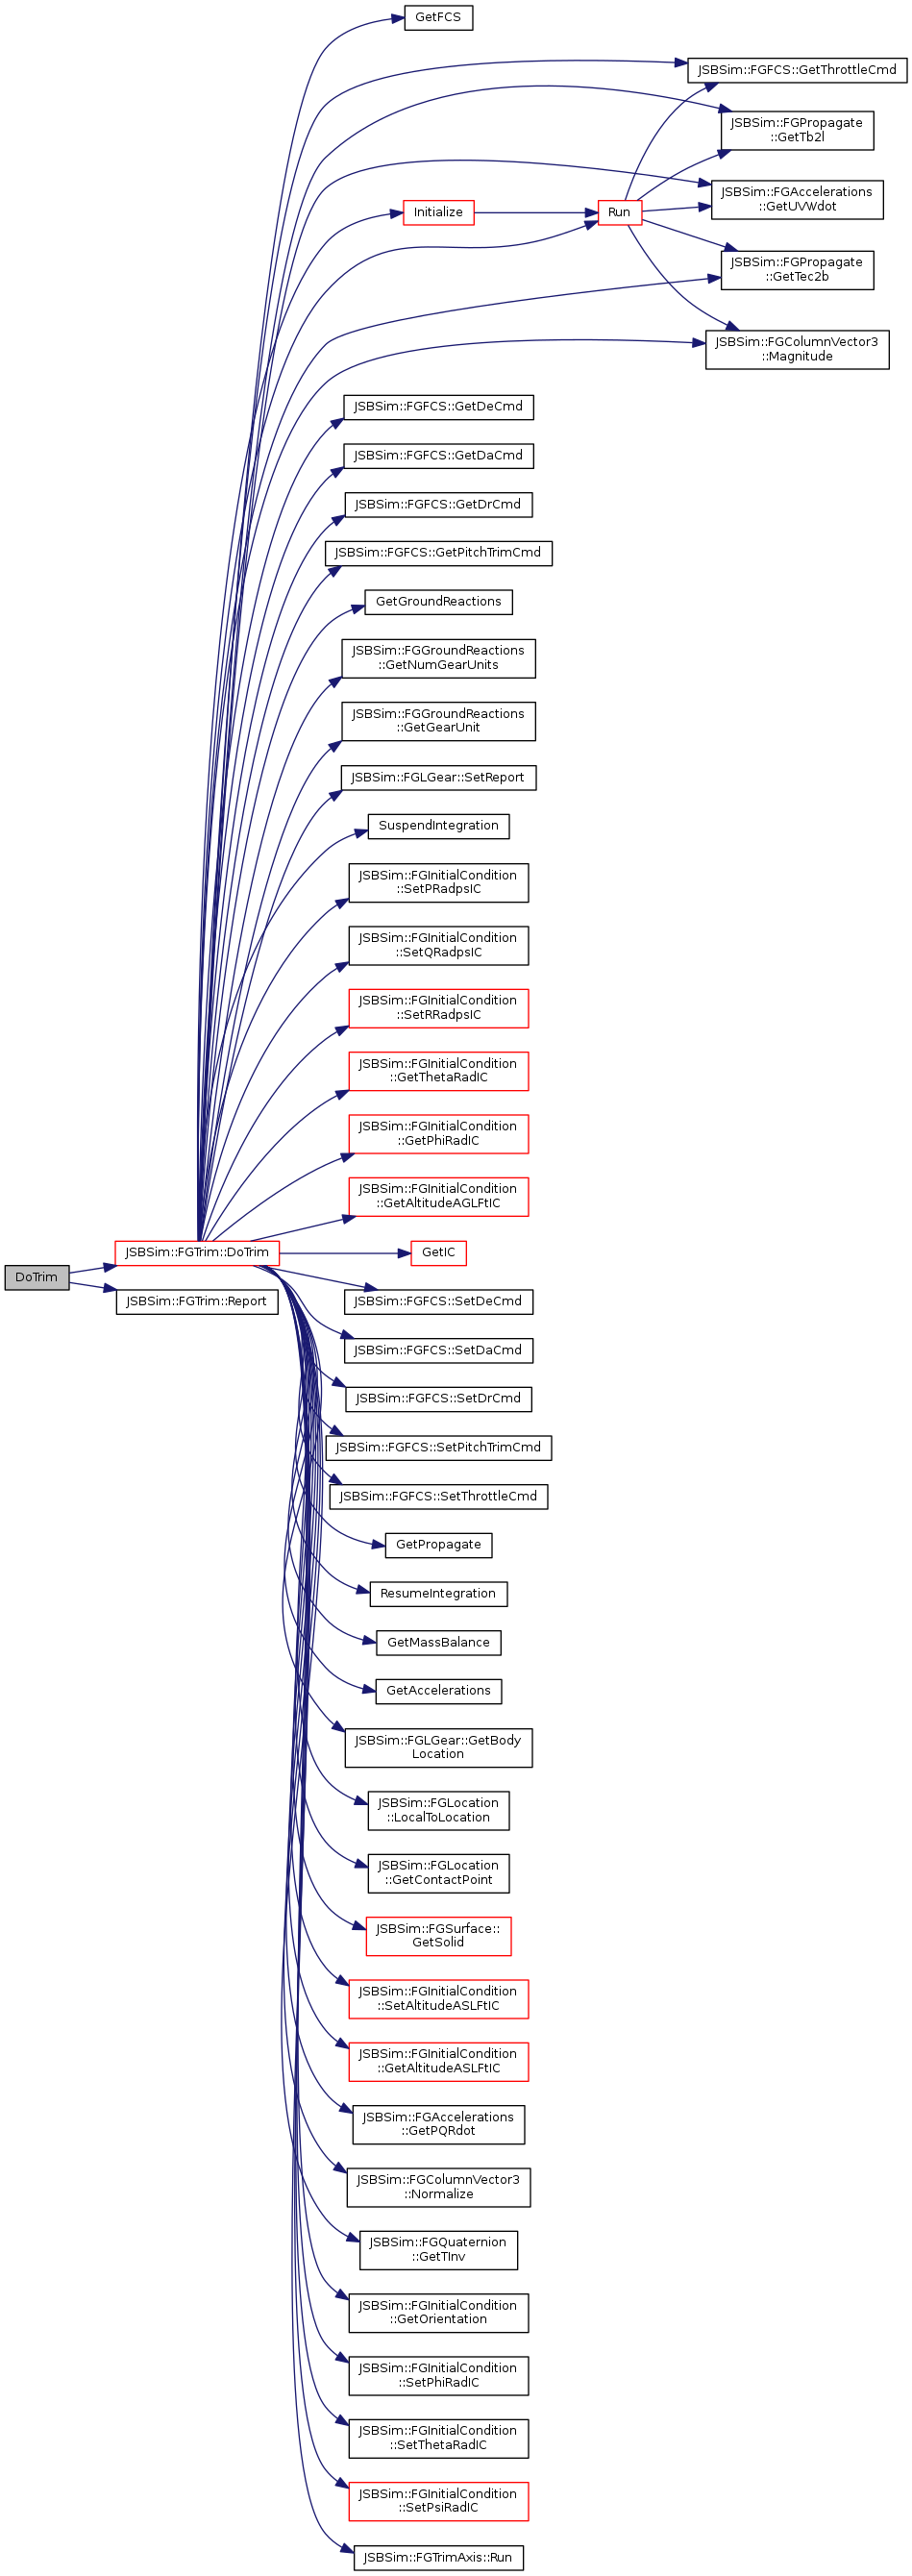 GetFCS
JSBSim::FGFCS::GetThrottleCmd
JSBSim::FGPropagate
::GetTb2l
JSBSim::FGAccelerations
::GetUVWdot
Initialize
Run
JSBSim::FGPropagate
::GetTec2b
JSBSim::FGColumnVector3
::Magnitude
JSBSim::FGFCS::GetDeCmd
JSBSim::FGFCS::GetDaCmd
JSBSim::FGFCS::GetDrCmd
JSBSim::FGFCS::GetPitchTrimCmd
GetGroundReactions
JSBSim::FGGroundReactions
::GetNumGearUnits
JSBSim::FGGroundReactions
::GetGearUnit
JSBSim::FGLGear::SetReport
SuspendIntegration
JSBSim::FGInitialCondition
::SetPRadpsIC
JSBSim::FGInitialCondition
::SetQRadpsIC
JSBSim::FGInitialCondition
::SetRRadpsIC
JSBSim::FGInitialCondition
::GetThetaRadIC
JSBSim::FGInitialCondition
::GetPhiRadIC
JSBSim::FGInitialCondition
::GetAltitudeAGLFtIC
JSBSim::FGTrim::DoTrim
GetIC
DoTrim
JSBSim::FGTrim::Report
JSBSim::FGFCS::SetDeCmd
JSBSim::FGFCS::SetDaCmd
JSBSim::FGFCS::SetDrCmd
JSBSim::FGFCS::SetPitchTrimCmd
JSBSim::FGFCS::SetThrottleCmd
GetPropagate
ResumeIntegration
GetMassBalance
GetAccelerations
JSBSim::FGLGear::GetBody
Location
JSBSim::FGLocation
::LocalToLocation
JSBSim::FGLocation
::GetContactPoint
JSBSim::FGSurface::
GetSolid
JSBSim::FGInitialCondition
::SetAltitudeASLFtIC
JSBSim::FGInitialCondition
::GetAltitudeASLFtIC
JSBSim::FGAccelerations
::GetPQRdot
JSBSim::FGColumnVector3
::Normalize
JSBSim::FGQuaternion
::GetTInv
JSBSim::FGInitialCondition
::GetOrientation
JSBSim::FGInitialCondition
::SetPhiRadIC
JSBSim::FGInitialCondition
::SetThetaRadIC
JSBSim::FGInitialCondition
::SetPsiRadIC
JSBSim::FGTrimAxis::Run